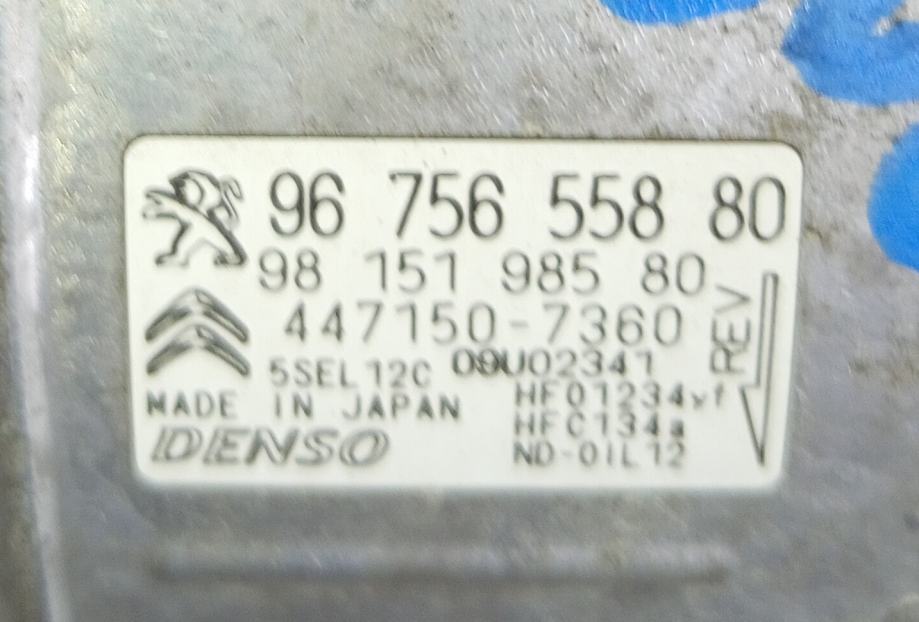 96 756 558 80
98 151 985 80
447150-7360
REV
5SEL12C 09U02341
HF01234yf
MADE IN JAPAN
HFC134a
DENSO
ND-OIL12